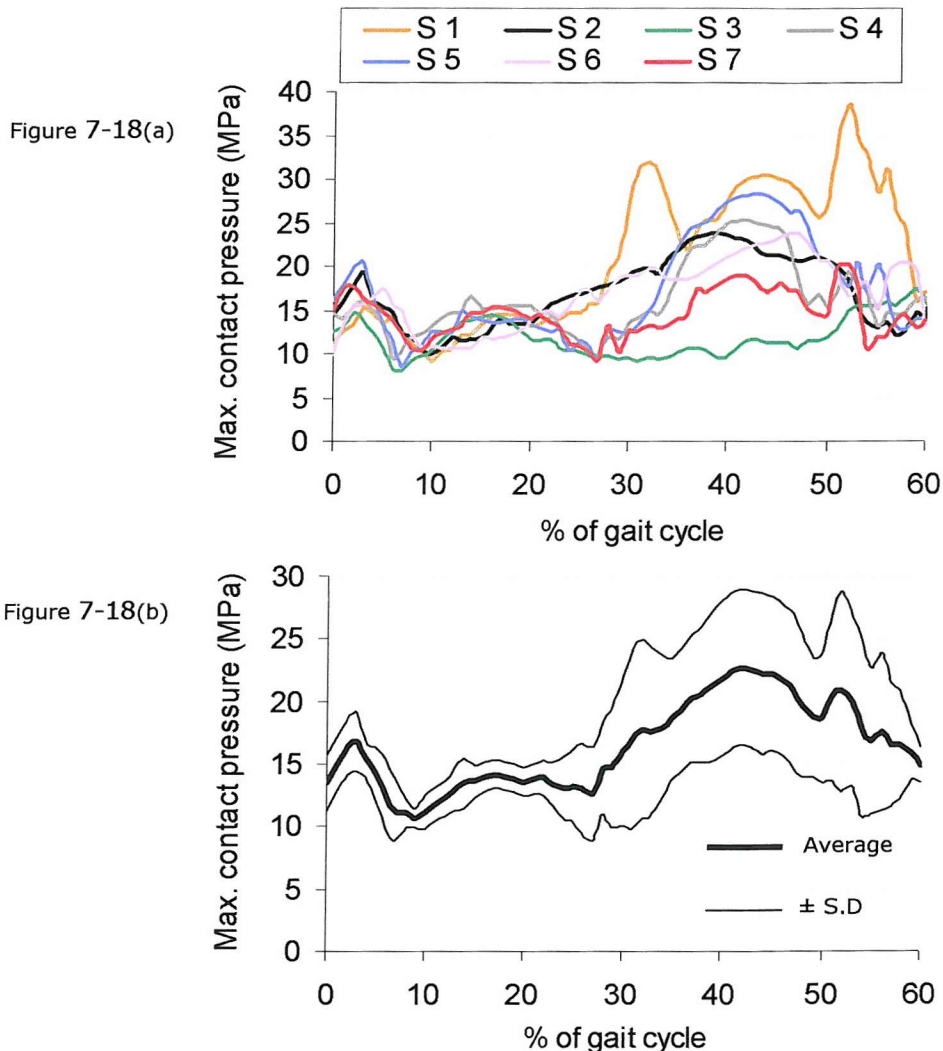 S 1 S 2 S 3 S 4
S 5 S 6 S 7
Figure 7-18(a)
Max. contact pressure (MPa)
40
35
30
25
20
15
10
5
0
0 10 20 30 40 50 60
% of gait cycle
Figure 7-18(b)
Max. contact pressure (MPa)
30
25
20
15
10
5
0
Average
± S.D
0 10 20 30 40 50 60
% of gait cycle